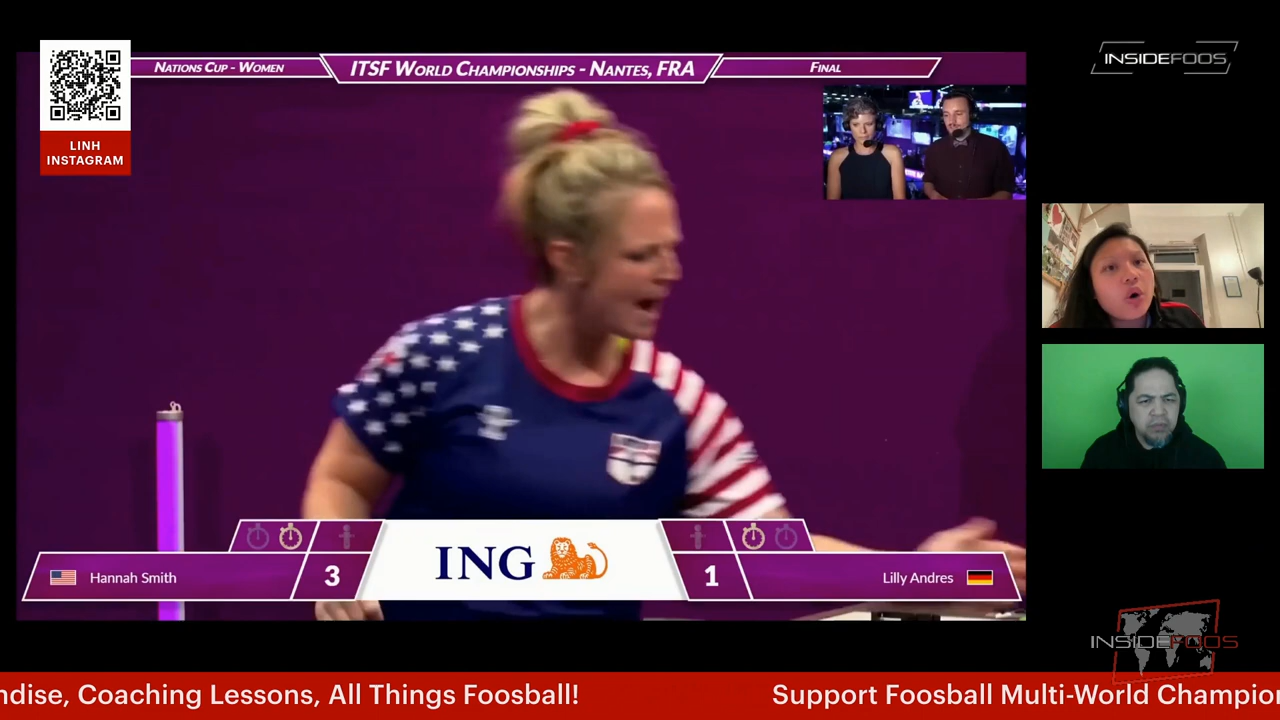 NATIONS CUP - WOMEN
ITSF WORLD CHAMPIONSHIPS - NANTES, FRA
FINAL
INSIDEFOOS
LINH
INSTAGRAM
ING
Hannah Smith
3
1
Lilly Andres
INSIDEFOOS
ndise, Coaching Lessons, All Things Foosball!
Support Foosball Multi-World Champion